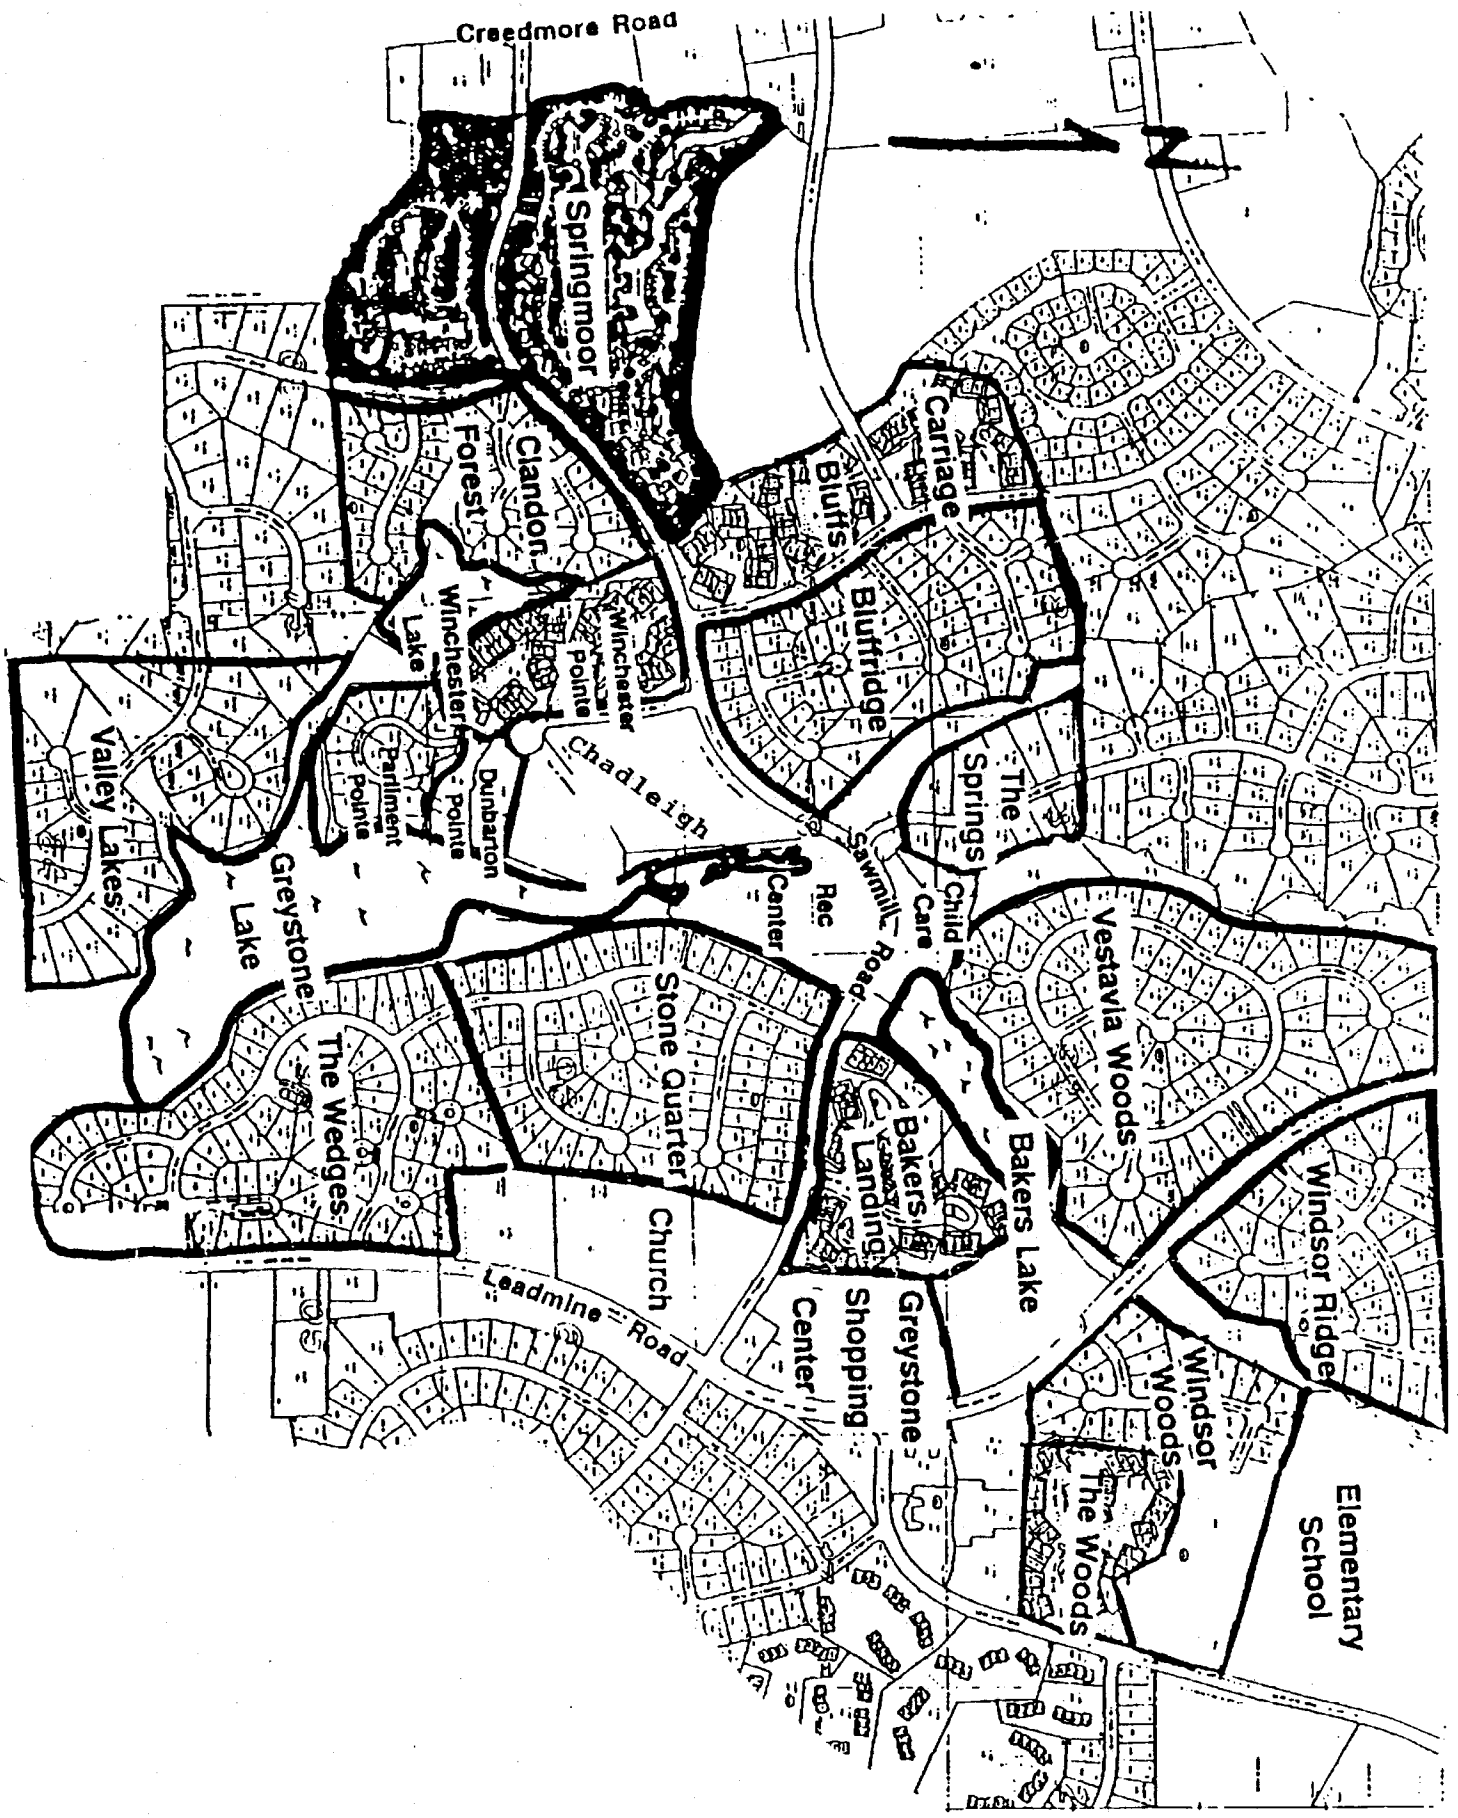 Creedmore Road
N
Springmoor
Clandon
Forest
Carriage
Bluffs
Bluffridge
Winchester
Pointe
Winchester
Lake
The
Springs
Chadleigh
Dunbarton
Pointe
Parliment
Pointe
Valley Lakes
Greystone
Lake
Sawmill Road
Rec
Center
Child
Care
Vestavia Woods
Stone Quarter
The Wedges
Bakers
Landing
Bakers Lake
Windsor Ridge
Windsor
Woods
The Woods
Church
Leadmine Road
Greystone
Shopping
Center
Elementary
School